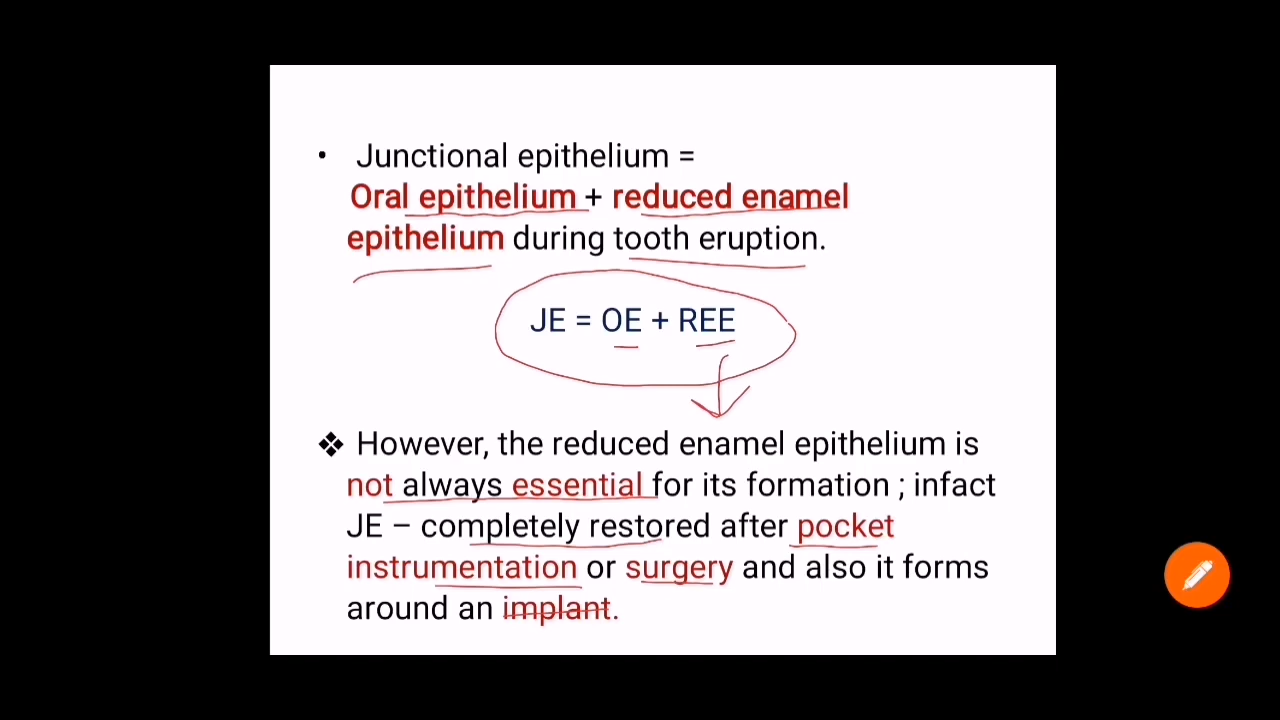 • Junctional epithelium =
Oral epithelium + reduced enamel
epithelium during tooth eruption.
JE = OE + REE
❖ However, the reduced enamel epithelium is
not always essential for its formation ; infact
JE – completely restored after pocket
instrumentation or surgery and also it forms
around an implant.